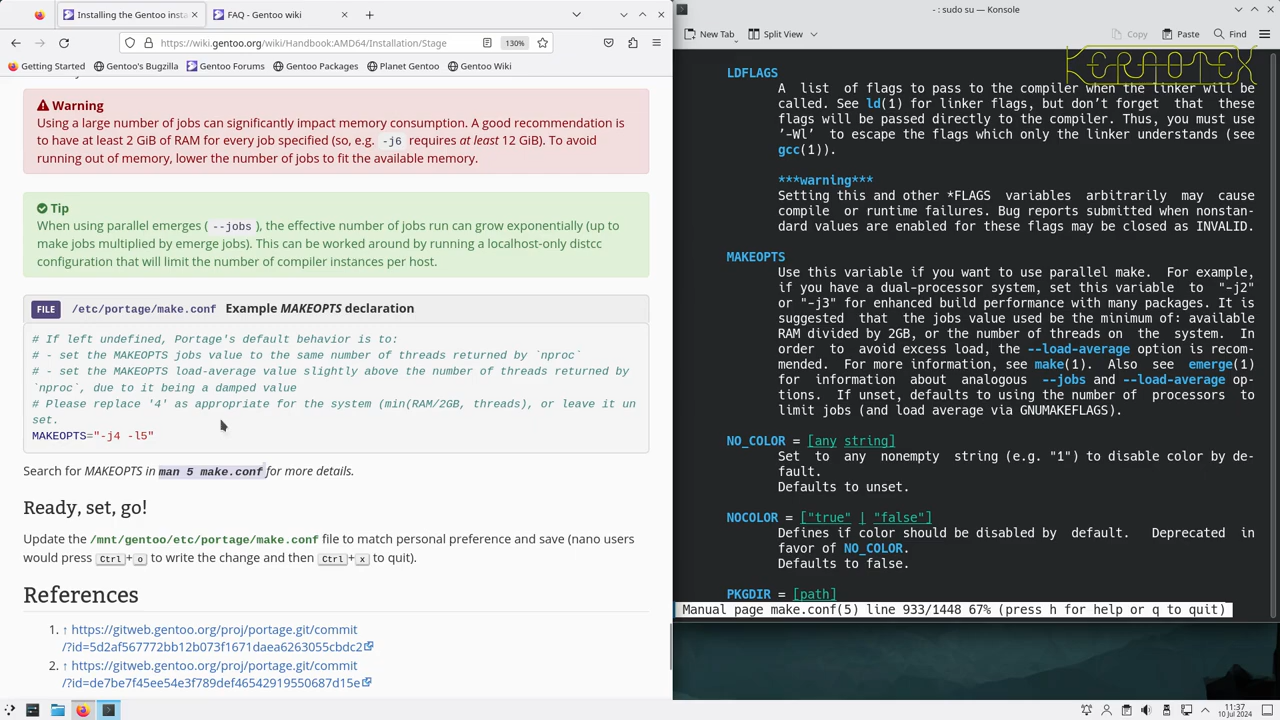 Installing the Gentoo inst
FAQ - Gentoo wiki
https://wiki.gentoo.org/wiki/Handbook:AMD64/Installation/Stage
130%
Getting Started
Gentoo's Bugzilla
Gentoo Forums
Gentoo Packages
Planet Gentoo
Gentoo Wiki
Warning
Using a large number of jobs can significantly impact memory consumption. A good recommendation is
to have at least 2 GiB of RAM for every job specified (so, e.g. -j6 requires at least 12 GiB). To avoid
running out of memory, lower the number of jobs to fit the available memory.
Tip
When using parallel emerges ( --jobs ), the effective number of jobs run can grow exponentially (up to
make jobs multiplied by emerge jobs). This can be worked around by running a localhost-only distcc
configuration that will limit the number of compiler instances per host.
FILE /etc/portage/make.conf Example MAKEOPTS declaration
# If left undefined, Portage's default behavior is to:
# - set the MAKEOPTS jobs value to the same number of threads returned by `nproc`
# - set the MAKEOPTS load-average value slightly above the number of threads returned by
`nproc`, due to it being a damped value
# Please replace '4' as appropriate for the system (min(RAM/2GB, threads), or leave it un
set.
MAKEOPTS="-j4 -l5"
Search for MAKEOPTS in man 5 make.conf for more details.
Ready, set, go!
Update the /mnt/gentoo/etc/portage/make.conf file to match personal preference and save (nano users
would press Ctrl+o to write the change and then Ctrl+x to quit).
References
1. ↑ https://gitweb.gentoo.org/proj/portage.git/commit
/?id=5d2af567772bb12b073f1671daea6263055cbdc2
2. ↑ https://gitweb.gentoo.org/proj/portage.git/commit
/?id=de7be7f45ee54e3f789def46542919550687d15e
- : sudo su — Konsole
New Tab
Split View
Copy
Paste
Find
KERNOTEX
LDFLAGS
A list of flags to pass to the compiler when the linker will be
called. See ld(1) for linker flags, but don't forget that these
flags will be passed directly to the compiler. Thus, you must use
'-Wl' to escape the flags which only the linker understands (see
gcc(1)).
***warning***
Setting this and other *FLAGS variables arbitrarily may cause
compile or runtime failures. Bug reports submitted when nonstan-
dard values are enabled for these flags may be closed as INVALID.
MAKEOPTS
Use this variable if you want to use parallel make. For example,
if you have a dual-processor system, set this variable to "-j2"
or "-j3" for enhanced build performance with many packages. It is
suggested that the jobs value used be the minimum of: available
RAM divided by 2GB, or the number of threads on the system. In
order to avoid excess load, the --load-average option is recom-
mended. For more information, see make(1). Also see emerge(1)
for information about analogous --jobs and --load-average op-
tions. If unset, defaults to using the number of processors to
limit jobs (and load average via GNUMAKEFLAGS).
NO_COLOR = [any string]
Set to any nonempty string (e.g. "1") to disable color by de-
fault.
Defaults to unset.
NOCOLOR = ["true" | "false"]
Defines if color should be disabled by default. Deprecated in
favor of NO_COLOR.
Defaults to false.
PKGDIR = [path]
Manual page make.conf(5) line 933/1448 67% (press h for help or q to quit)
11:37
10 Jul 2024